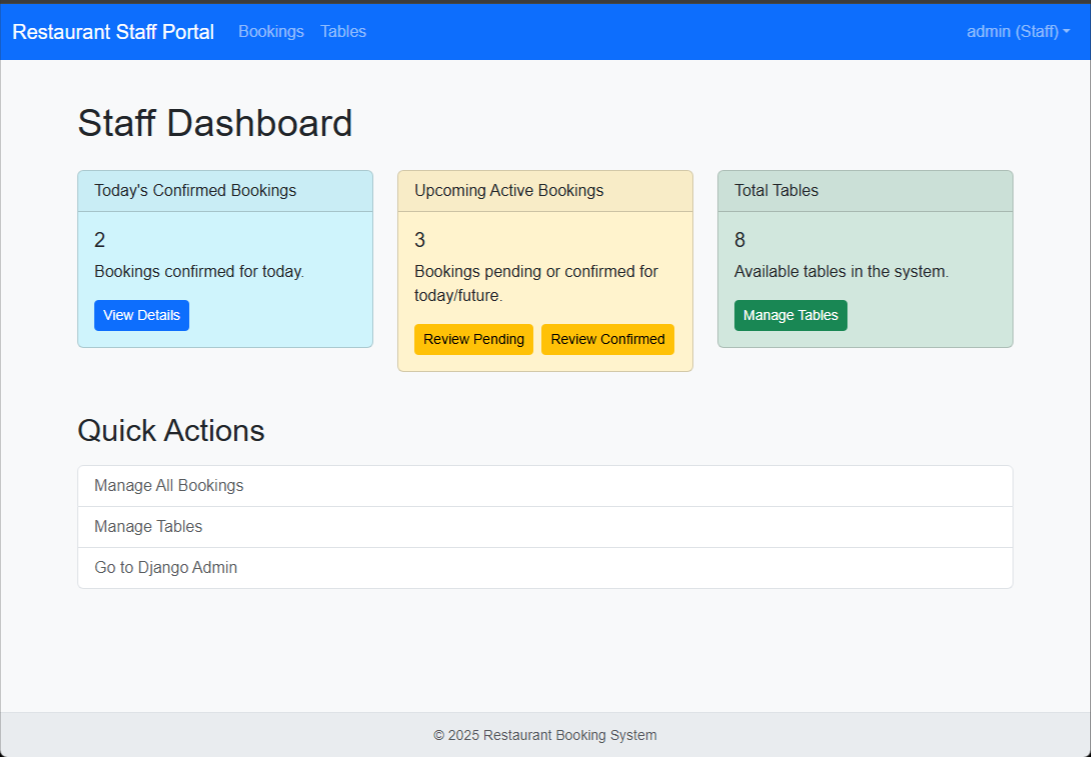 Restaurant Staff Portal Bookings Tables admin (Staff)
Staff Dashboard
Today's Confirmed Bookings
2
Bookings confirmed for today.
View Details
Upcoming Active Bookings
3
Bookings pending or confirmed for
today/future.
Review Pending Review Confirmed
Total Tables
8
Available tables in the system.
Manage Tables
Quick Actions
Manage All Bookings
Manage Tables
Go to Django Admin
© 2025 Restaurant Booking System